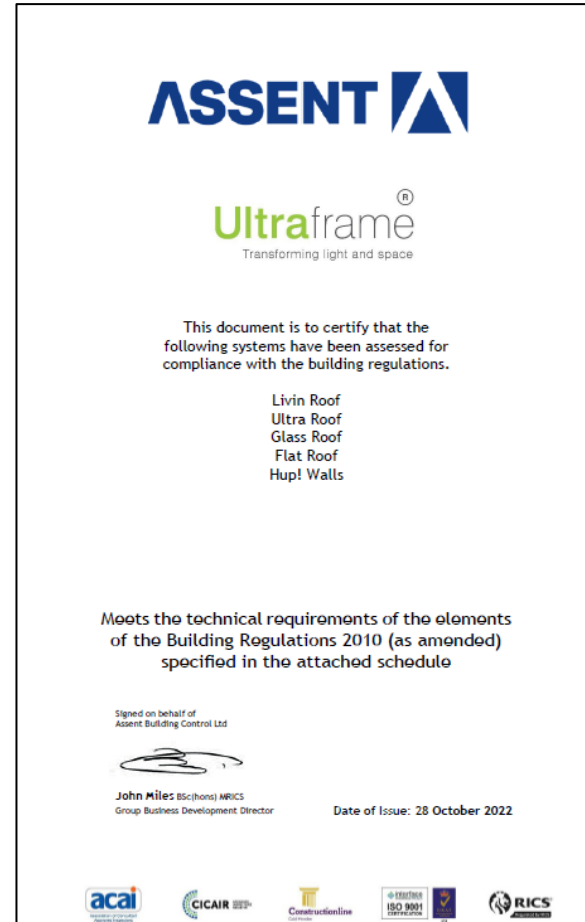 ASSENT
Ultraframe ®
Transforming light and space
This document is to certify that the
following systems have been assessed for
compliance with the building regulations.
Livin Roof
Ultra Roof
Glass Roof
Flat Roof
Hup! Walls
Meets the technical requirements of the elements
of the Building Regulations 2010 (as amended)
specified in the attached schedule
Signed on behalf of
Assent Building Control Ltd
John Miles BSc(hons) MRICS
Group Business Development Director
Date of Issue: 28 October 2022
acai
CICAIR
Constructionline
interface
ISO 9001
RICS